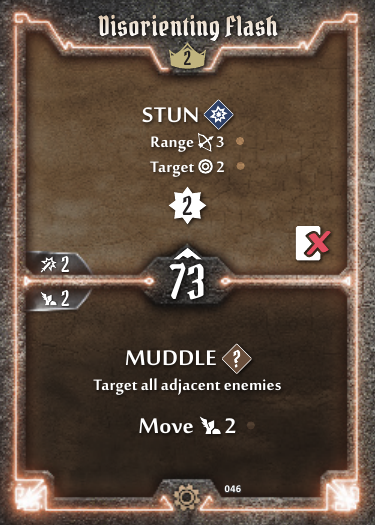 Disorienting Flash
2
STUN
Range 3
Target 2
2
2
73
2
MUDDLE ?
Target all adjacent enemies
Move 2
046